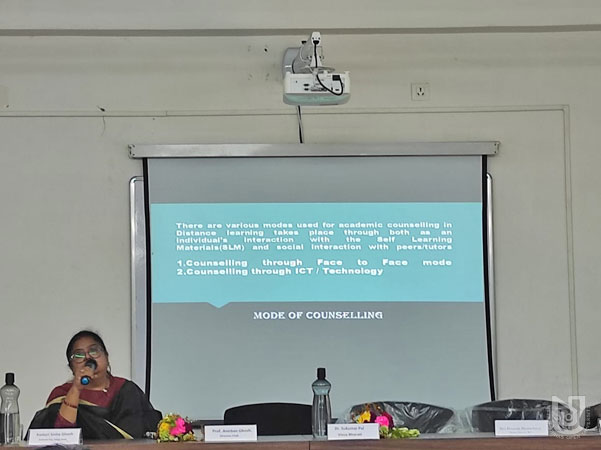 There are various modes used for academic counselling in
Distance learning takes place through both as an
individual's interaction with the Self Learning
Materials(SLM) and social interaction with peers/tutors
1.Counselling through Face to Face mode
2.Counselling through ICT / Technology
MODE OF COUNSELLING